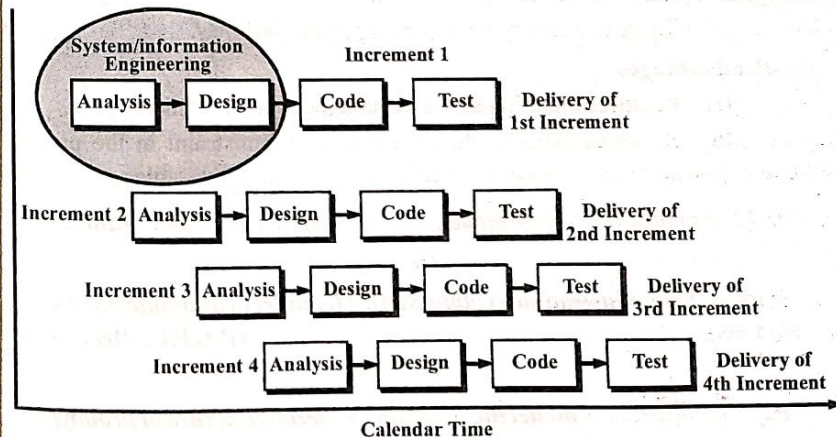 System/information
Engineering
Increment 1
Analysis
Design
Code
Test
Delivery of
1st Increment
Increment 2
Analysis
Design
Code
Test
Delivery of
2nd Increment
Increment 3
Analysis
Design
Code
Test
Delivery of
3rd Increment
Increment 4
Analysis
Design
Code
Test
Delivery of
4th Increment
Calendar Time